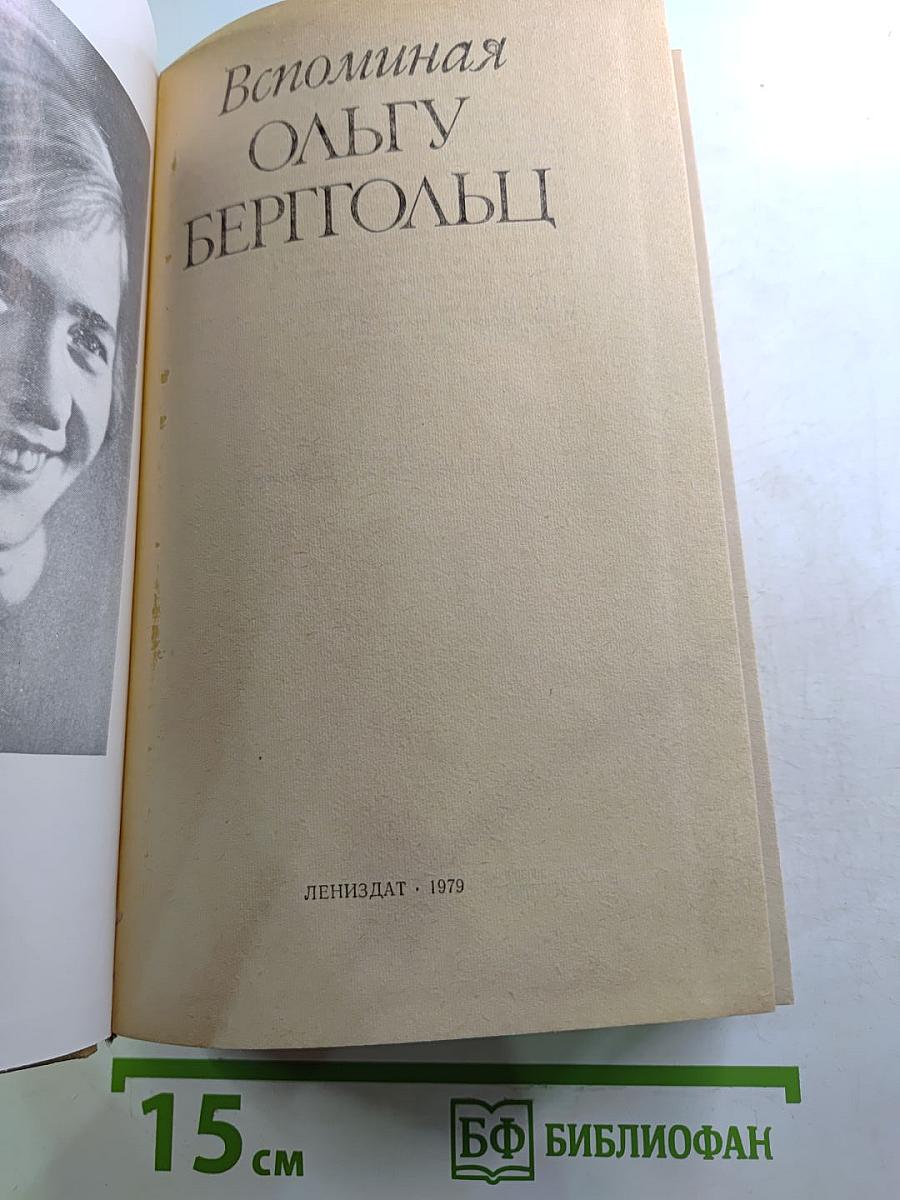 Вспоминая
ОЛЬГУ
БЕРГГОЛЬЦ
ЛЕНИЗДАТ · 1979
15 см
БФ БИБЛИОФАН